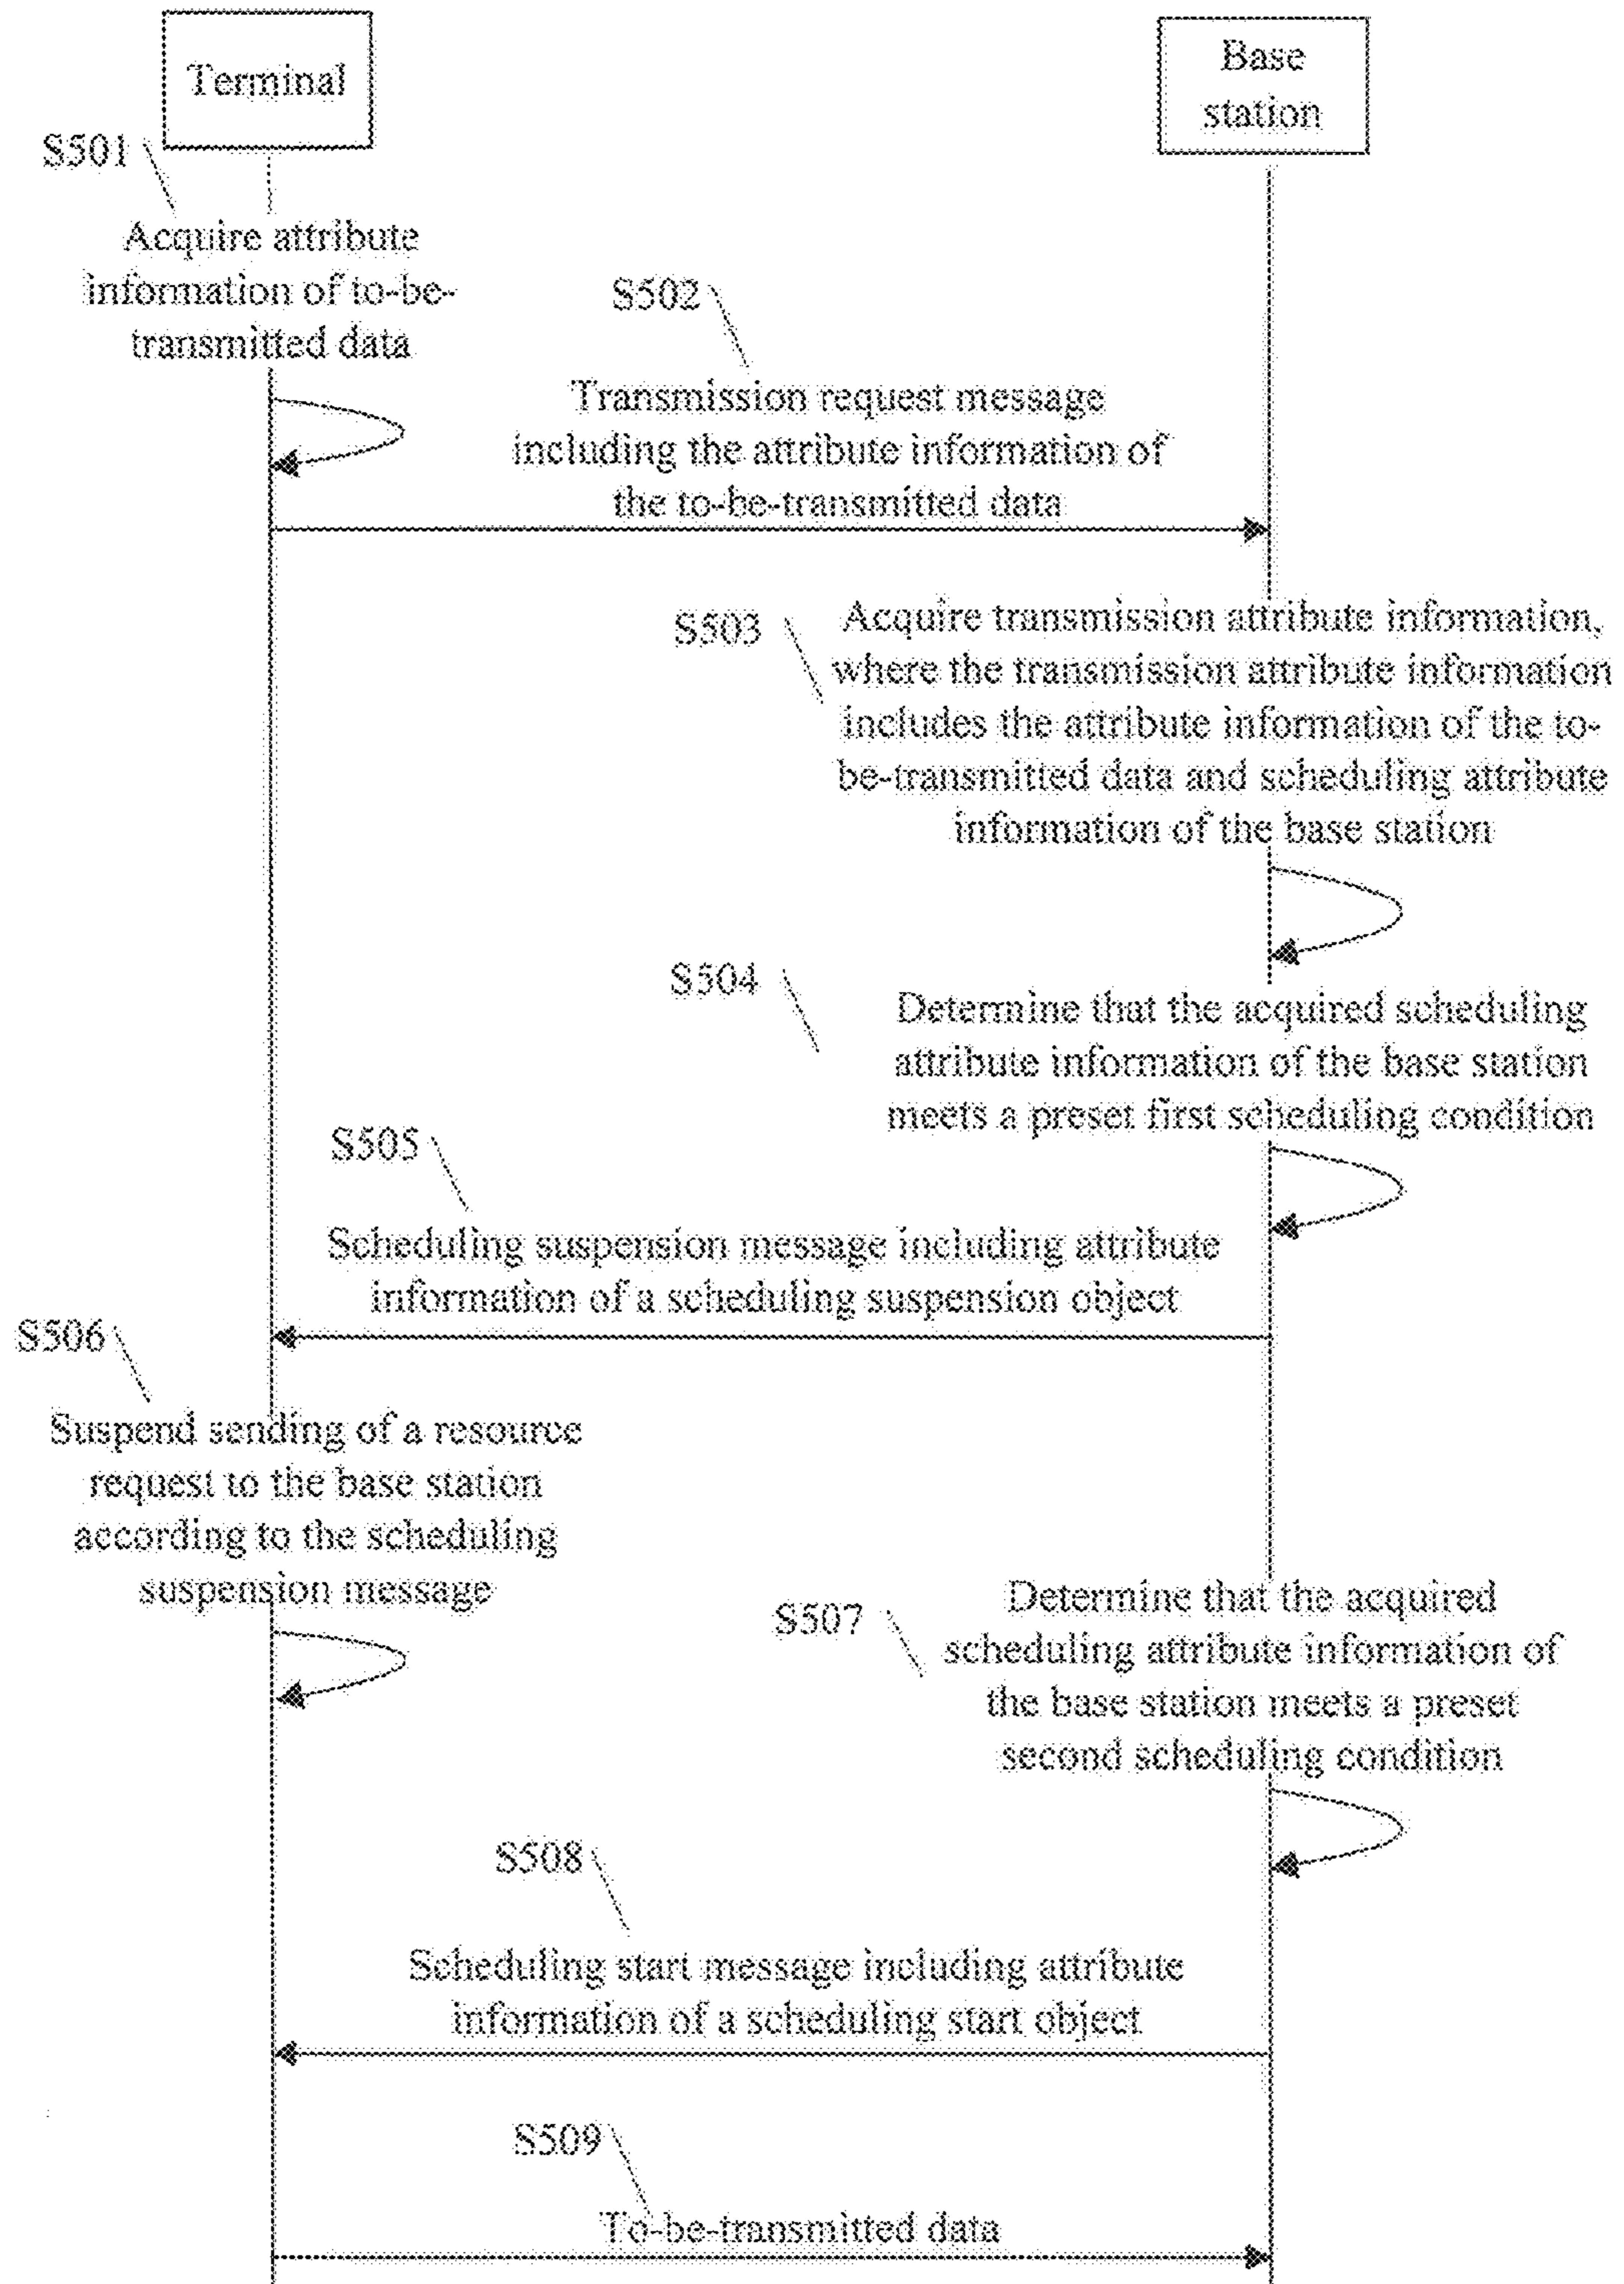 Terminal
Base
station
S501
Acquire attribute
information of to-be-
transmitted data
S502
Transmission request message
including the attribute information of
the to-be-transmitted data
S503
Acquire transmission attribute information,
where the transmission attribute information
includes the attribute information of the to-
be-transmitted data and scheduling attribute
information of the base station
S504
Determine that the acquired scheduling
attribute information of the base station
meets a preset first scheduling condition
S505
Scheduling suspension message including attribute
information of a scheduling suspension object
S506
Suspend sending of a resource
request to the base station
according to the scheduling
suspension message
S507
Determine that the acquired
scheduling attribute information of
the base station meets a preset
second scheduling condition
S508
Scheduling start message including attribute
information of a scheduling start object
S509
To-be-transmitted data